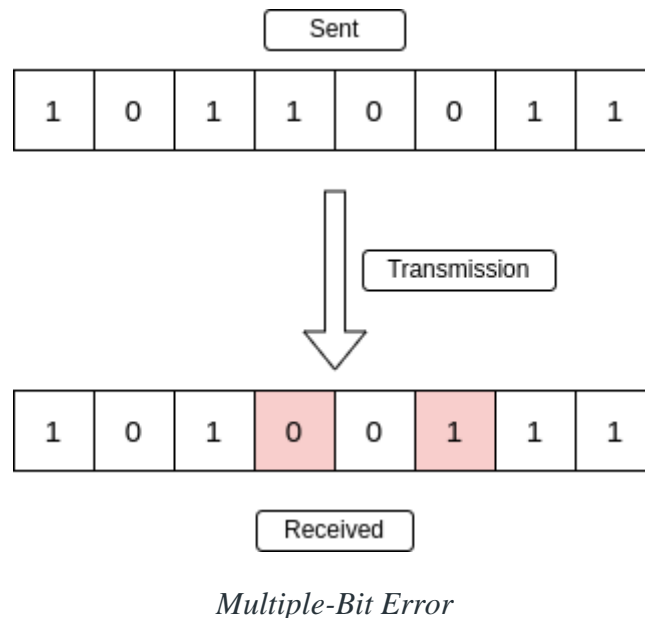 Sent
1 0 1 1 0 0 1 1
Transmission
1 0 1 0 0 1 1 1
Received
Multiple-Bit Error